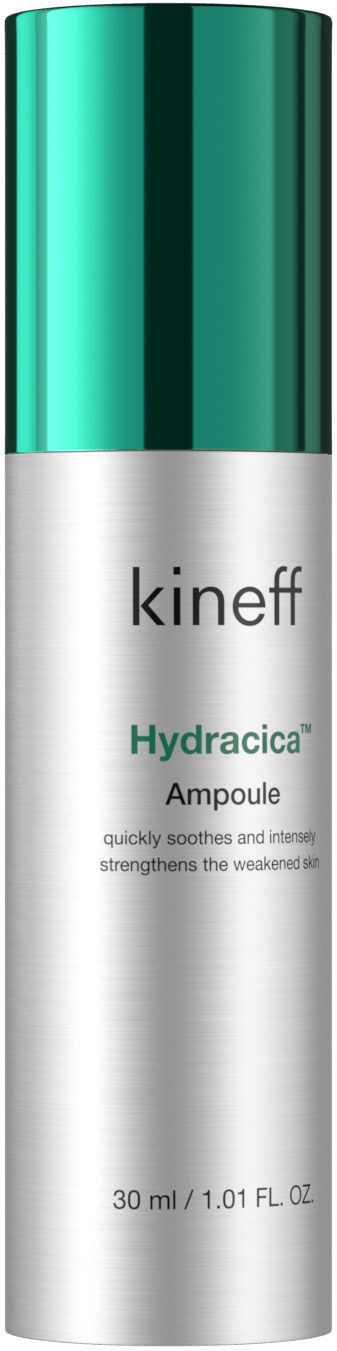 kineff
Hydracica™
Ampoule
quickly soothes and intensely
strengthens the weakened skin
30 ml / 1.01 FL. OZ.